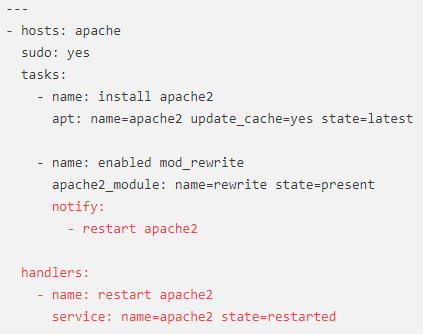 ---
- hosts: apache
  sudo: yes
  tasks:
    - name: install apache2
      apt: name=apache2 update_cache=yes state=latest

    - name: enabled mod_rewrite
      apache2_module: name=rewrite state=present
      notify:
        - restart apache2

  handlers:
    - name: restart apache2
      service: name=apache2 state=restarted